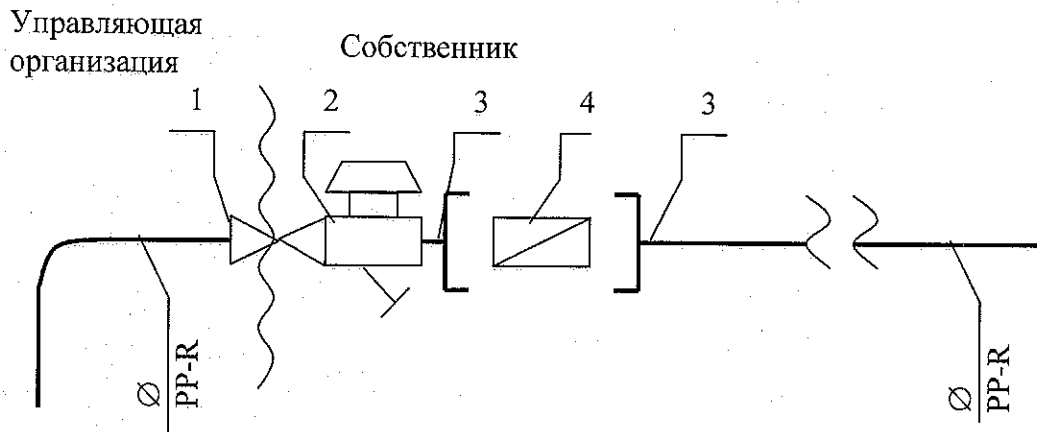 Управляющая
организация
Собственник
1
2
3
4
3
Ø
PP-R
Ø
PP-R